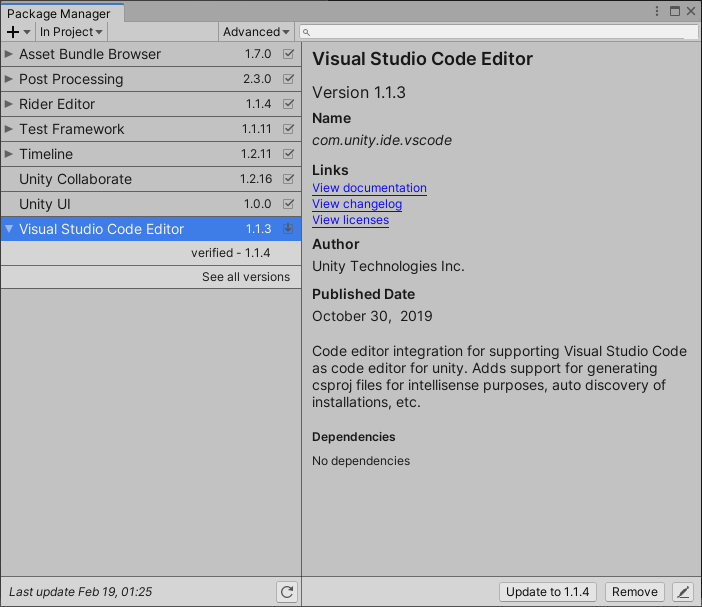 Package Manager
In Project
Advanced
Asset Bundle Browser 1.7.0
Post Processing 2.3.0
Rider Editor 1.1.4
Test Framework 1.1.11
Timeline 1.2.11
Unity Collaborate 1.2.16
Unity UI 1.0.0
Visual Studio Code Editor 1.1.3
verified - 1.1.4
See all versions
Last update Feb 19, 01:25
Visual Studio Code Editor
Version 1.1.3
Name
com.unity.ide.vscode
Links
View documentation
View changelog
View licenses
Author
Unity Technologies Inc.
Published Date
October 30, 2019
Code editor integration for supporting Visual Studio Code
as code editor for unity. Adds support for generating
csproj files for intellisense purposes, auto discovery of
installations, etc.
Dependencies
No dependencies
Update to 1.1.4
Remove